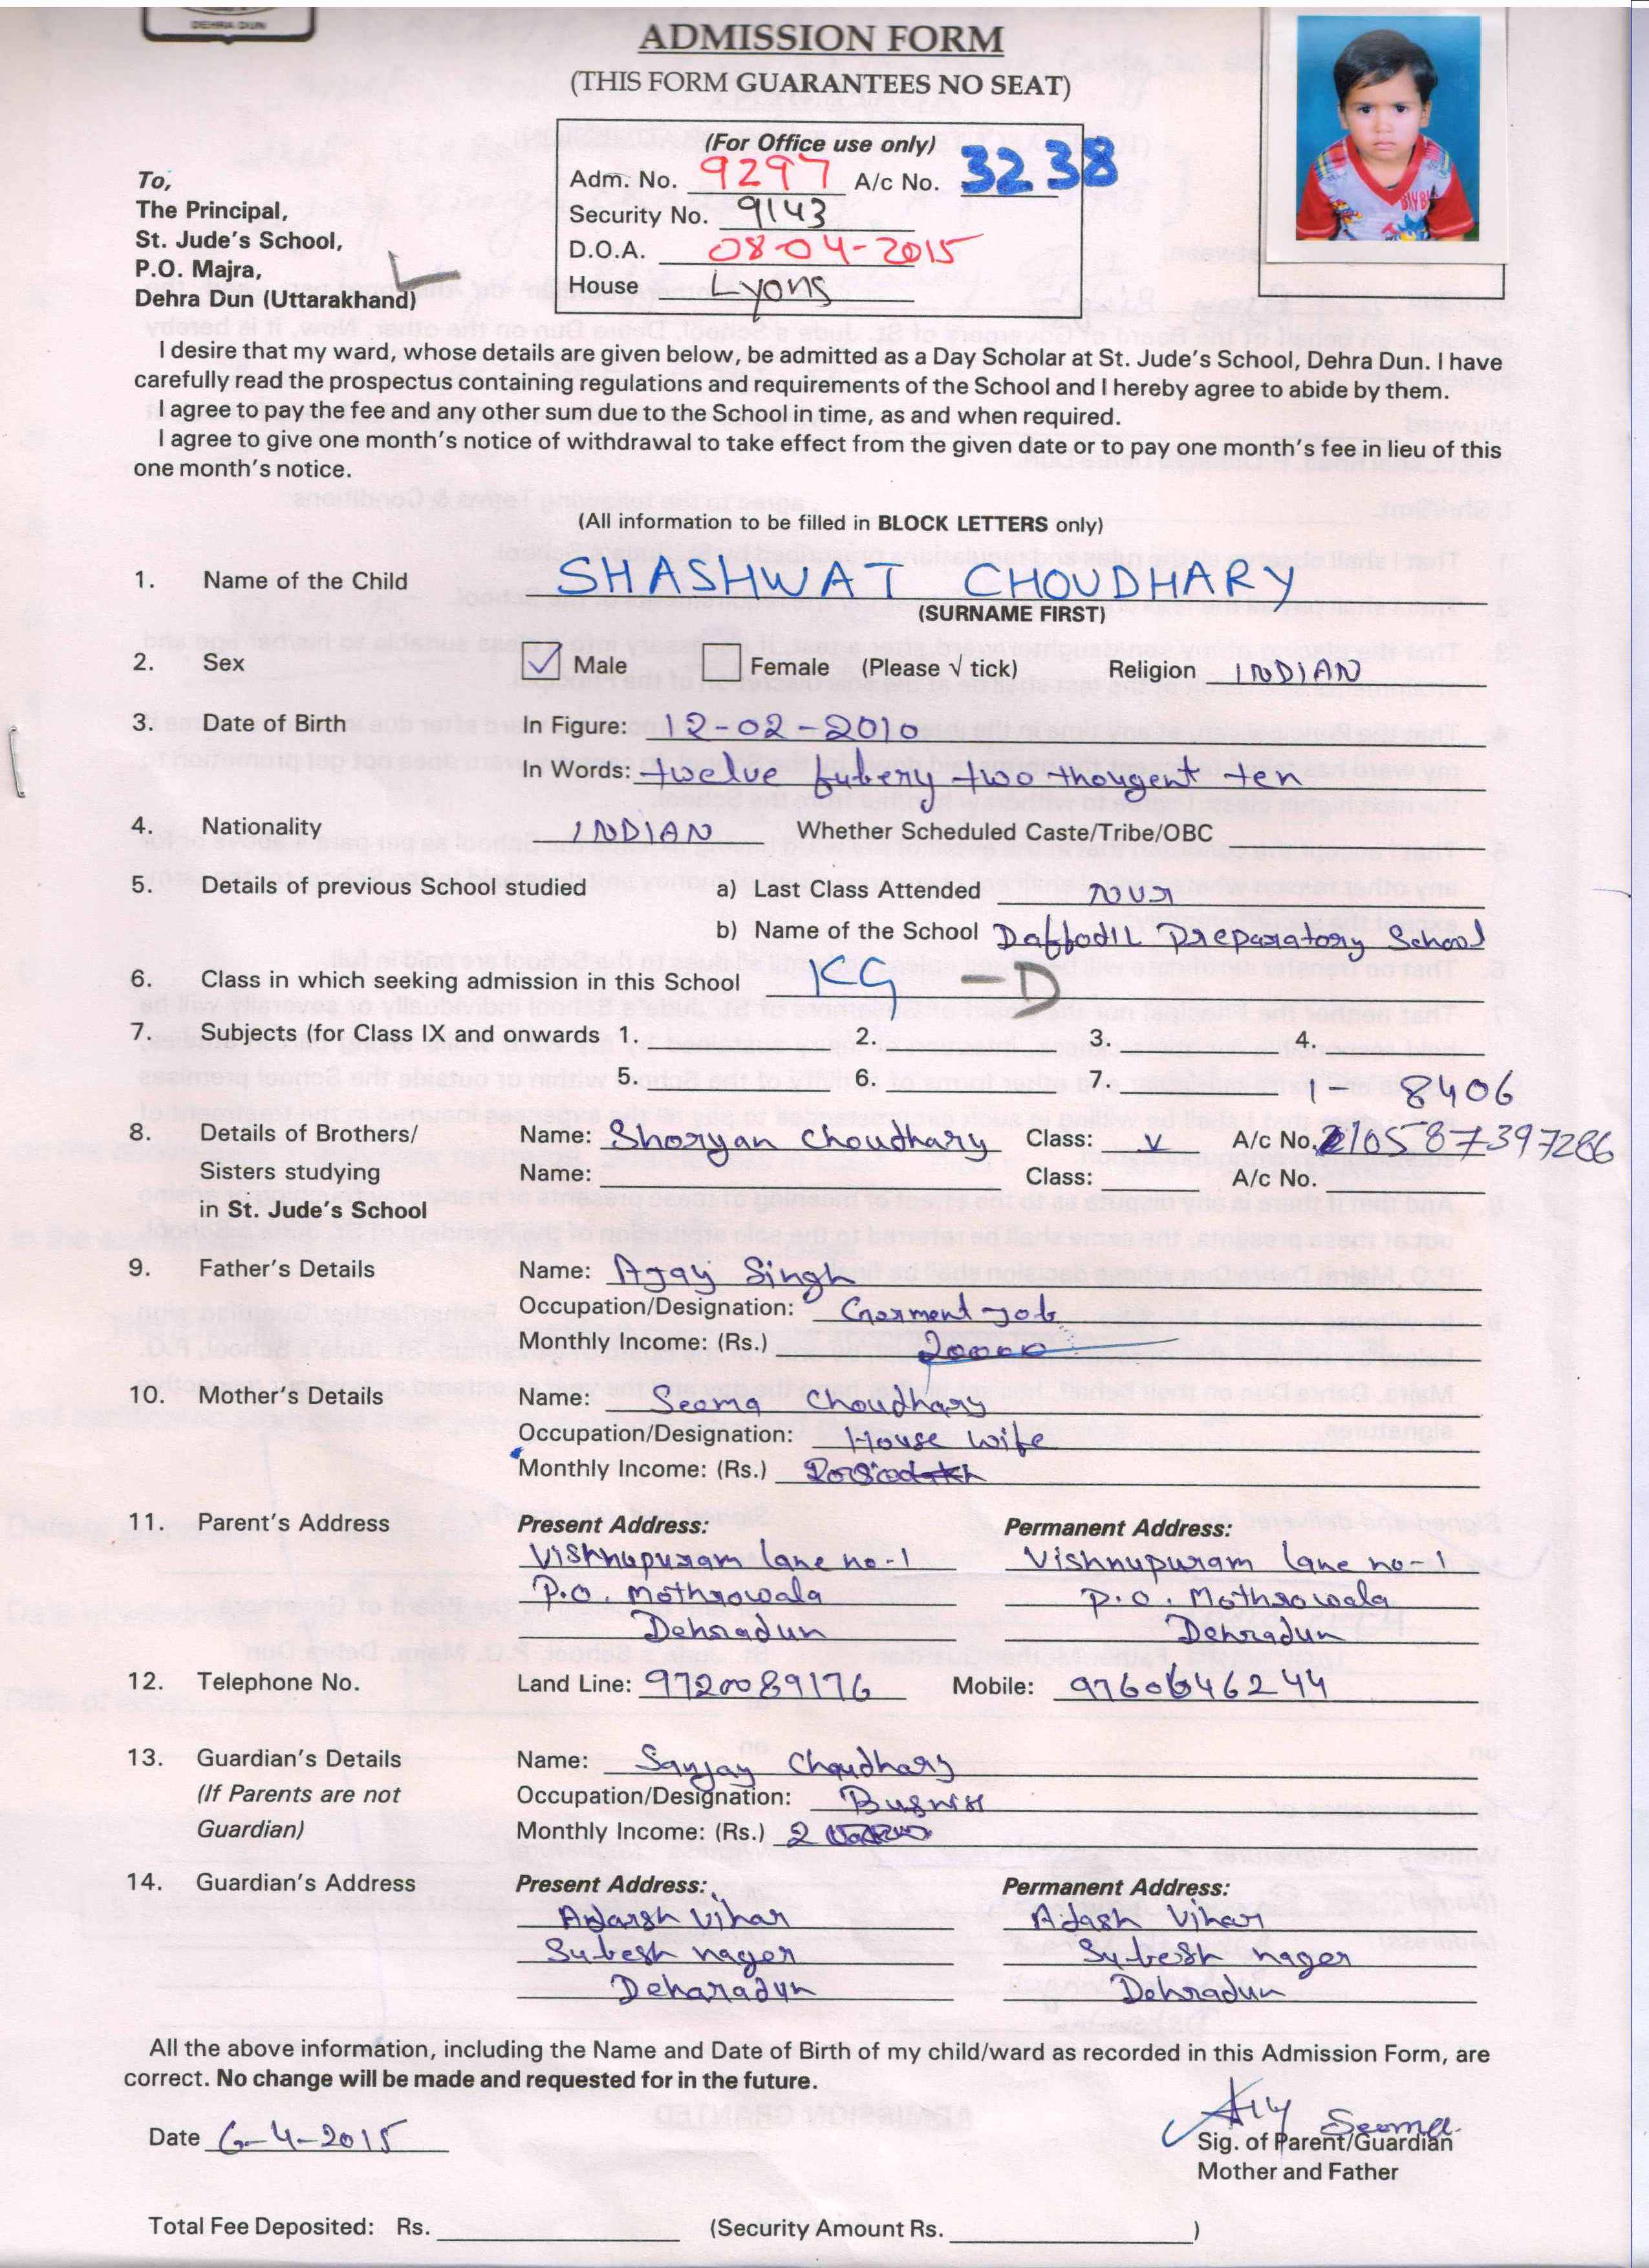 DEHRA DUN
ADMISSION FORM
(THIS FORM GUARANTEES NO SEAT)
(For Office use only)
Adm. No. 9297 A/c No. 3238
Security No. 9143
D.O.A. 08-04-2015
House Lyons
To,
The Principal,
St. Jude's School,
P.O. Majra,
Dehra Dun (Uttarakhand)
I desire that my ward, whose details are given below, be admitted as a Day Scholar at St. Jude's School, Dehra Dun. I have
carefully read the prospectus containing regulations and requirements of the School and I hereby agree to abide by them.
I agree to pay the fee and any other sum due to the School in time, as and when required.
I agree to give one month's notice of withdrawal to take effect from the given date or to pay one month's fee in lieu of this
one month's notice.
(All information to be filled in BLOCK LETTERS only)
1. Name of the Child SHASHWAT CHOUDHARY
(SURNAME FIRST)
2. Sex Male Female (Please √ tick) Religion INDIAN
3. Date of Birth In Figure: 12-02-2010
In Words: twelve fubery two thougent ten
4. Nationality INDIAN Whether Scheduled Caste/Tribe/OBC
5. Details of previous School studied a) Last Class Attended NUR
b) Name of the School Daffodil Preparatory School
6. Class in which seeking admission in this School KG -D
7. Subjects (for Class IX and onwards 1. 2. 3. 4.
5. 6. 7. 1 - 8406
8. Details of Brothers/ Name: Shoryan Choudhary Class: V A/c No. 210587397286
Sisters studying Name: Class: A/c No.
in St. Jude's School
9. Father's Details Name: Ajay Singh
Occupation/Designation: Garment Job
Monthly Income: (Rs.) 20000
10. Mother's Details Name: Seema Choudhary
Occupation/Designation: House wife
Monthly Income: (Rs.)
11. Parent's Address Present Address: Permanent Address:
Vishnupuram lane no-1 Vishnupuram lane no-1
P.O. Mothrowala P.O. Mothrowala
Dehradun Dehradun
12. Telephone No. Land Line: 9720089176 Mobile: 9760646244
13. Guardian's Details Name: Sanjay Choudhary
(If Parents are not Occupation/Designation:
Guardian) Monthly Income: (Rs.) 2
14. Guardian's Address Present Address: Permanent Address:
Adarsh Vihar Adash Vihar
Subesh nager Subesh nager
Deharadun Dehradun
All the above information, including the Name and Date of Birth of my child/ward as recorded in this Admission Form, are
correct. No change will be made and requested for in the future.
Date 6-4-2015 Seema
Sig. of Parent/Guardian
Mother and Father
Total Fee Deposited: Rs. (Security Amount Rs. )